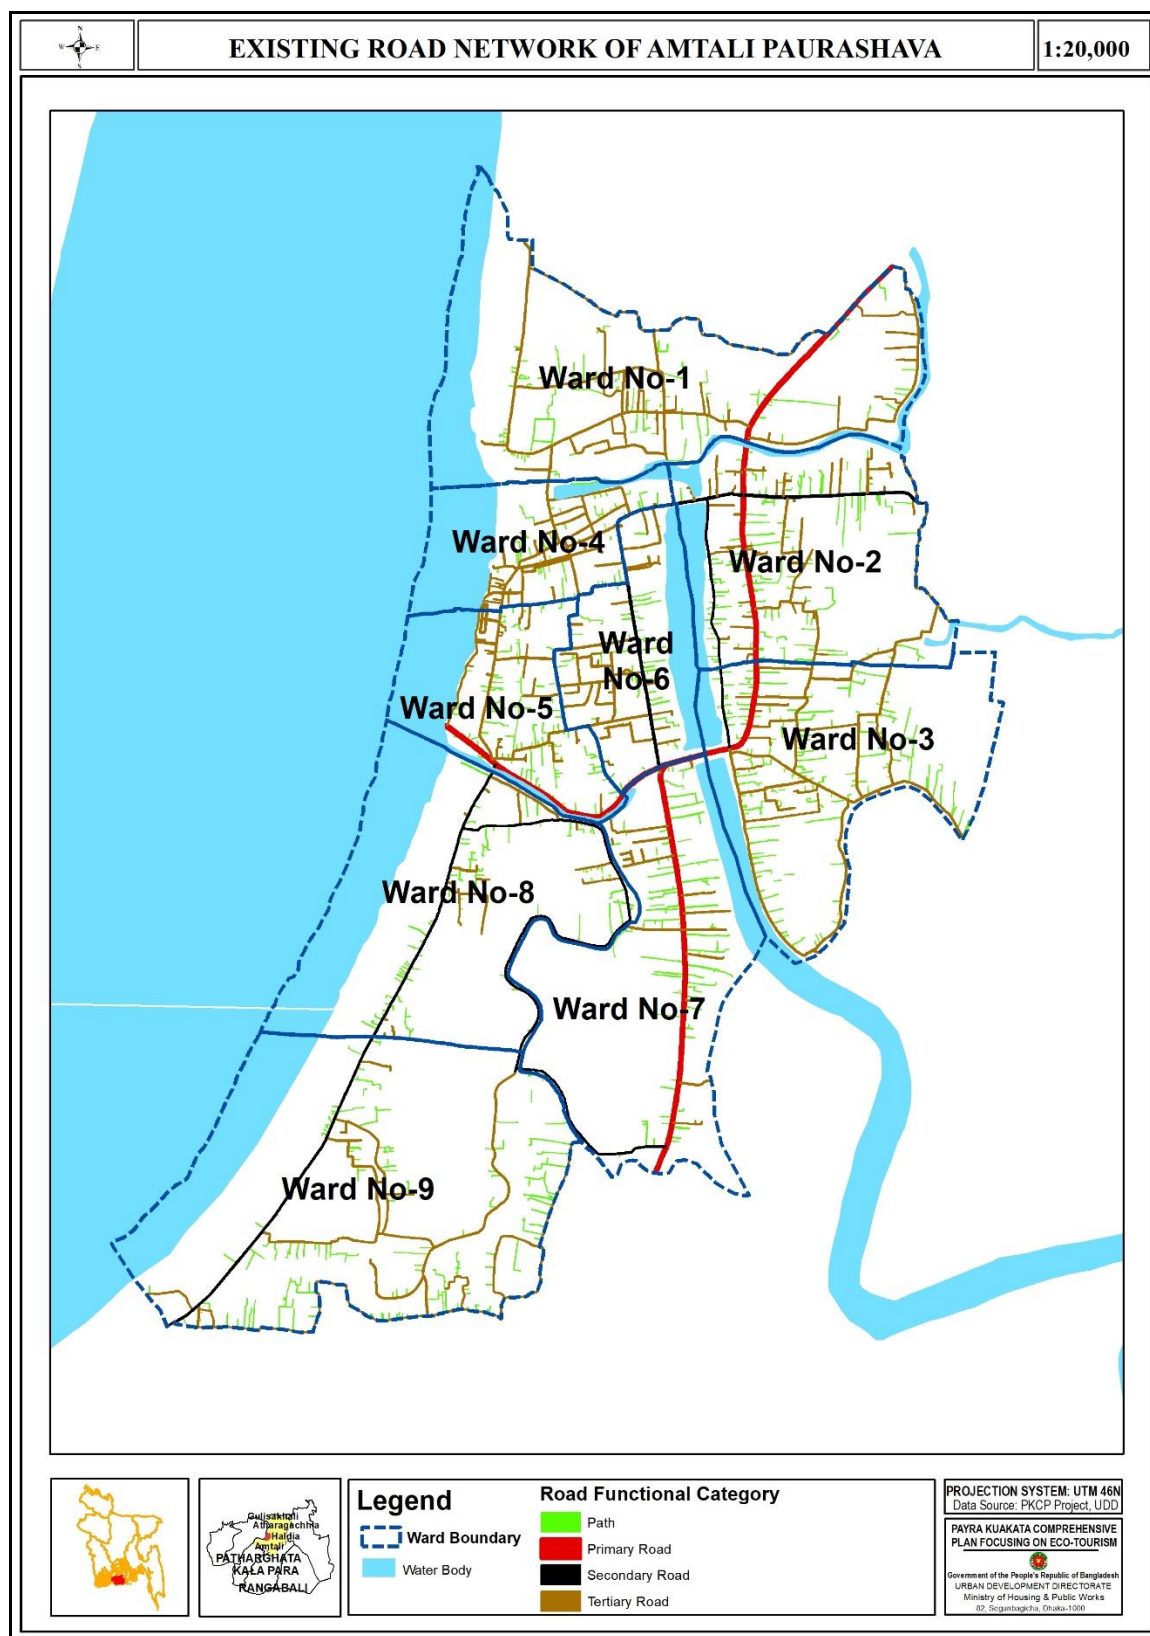 N
W E
S
EXISTING ROAD NETWORK OF AMTALI PAURASHAVA
1:20,000
Ward No-1
Ward No-4
Ward No-2
Ward
No-6
Ward No-5
Ward No-3
Ward No-8
Ward No-7
Ward No-9
Gulisakhali
Atharagachhia
Haldia
Amtali
PATHARGHATA
KALA PARA
RANGABALI
Legend
Ward Boundary
Water Body
Road Functional Category
Path
Primary Road
Secondary Road
Tertiary Road
PROJECTION SYSTEM: UTM 46N
Data Source: PKCP Project, UDD
PAYRA KUAKATA COMPREHENSIVE
PLAN FOCUSING ON ECO-TOURISM
Government of the People's Republic of Bangladesh
URBAN DEVELOPMENT DIRECTORATE
Ministry of Housing & Public Works
82, Segunbagicha, Dhaka-1000